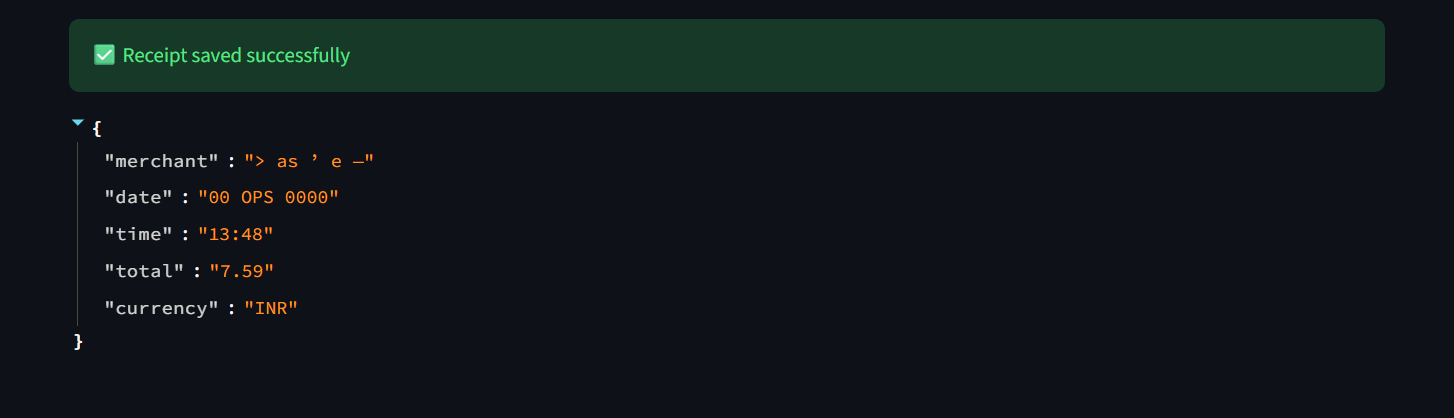 ✅ Receipt saved successfully
{
"merchant" : "> as ’ e —"
"date" : "00 OPS 0000"
"time" : "13:48"
"total" : "7.59"
"currency" : "INR"
}